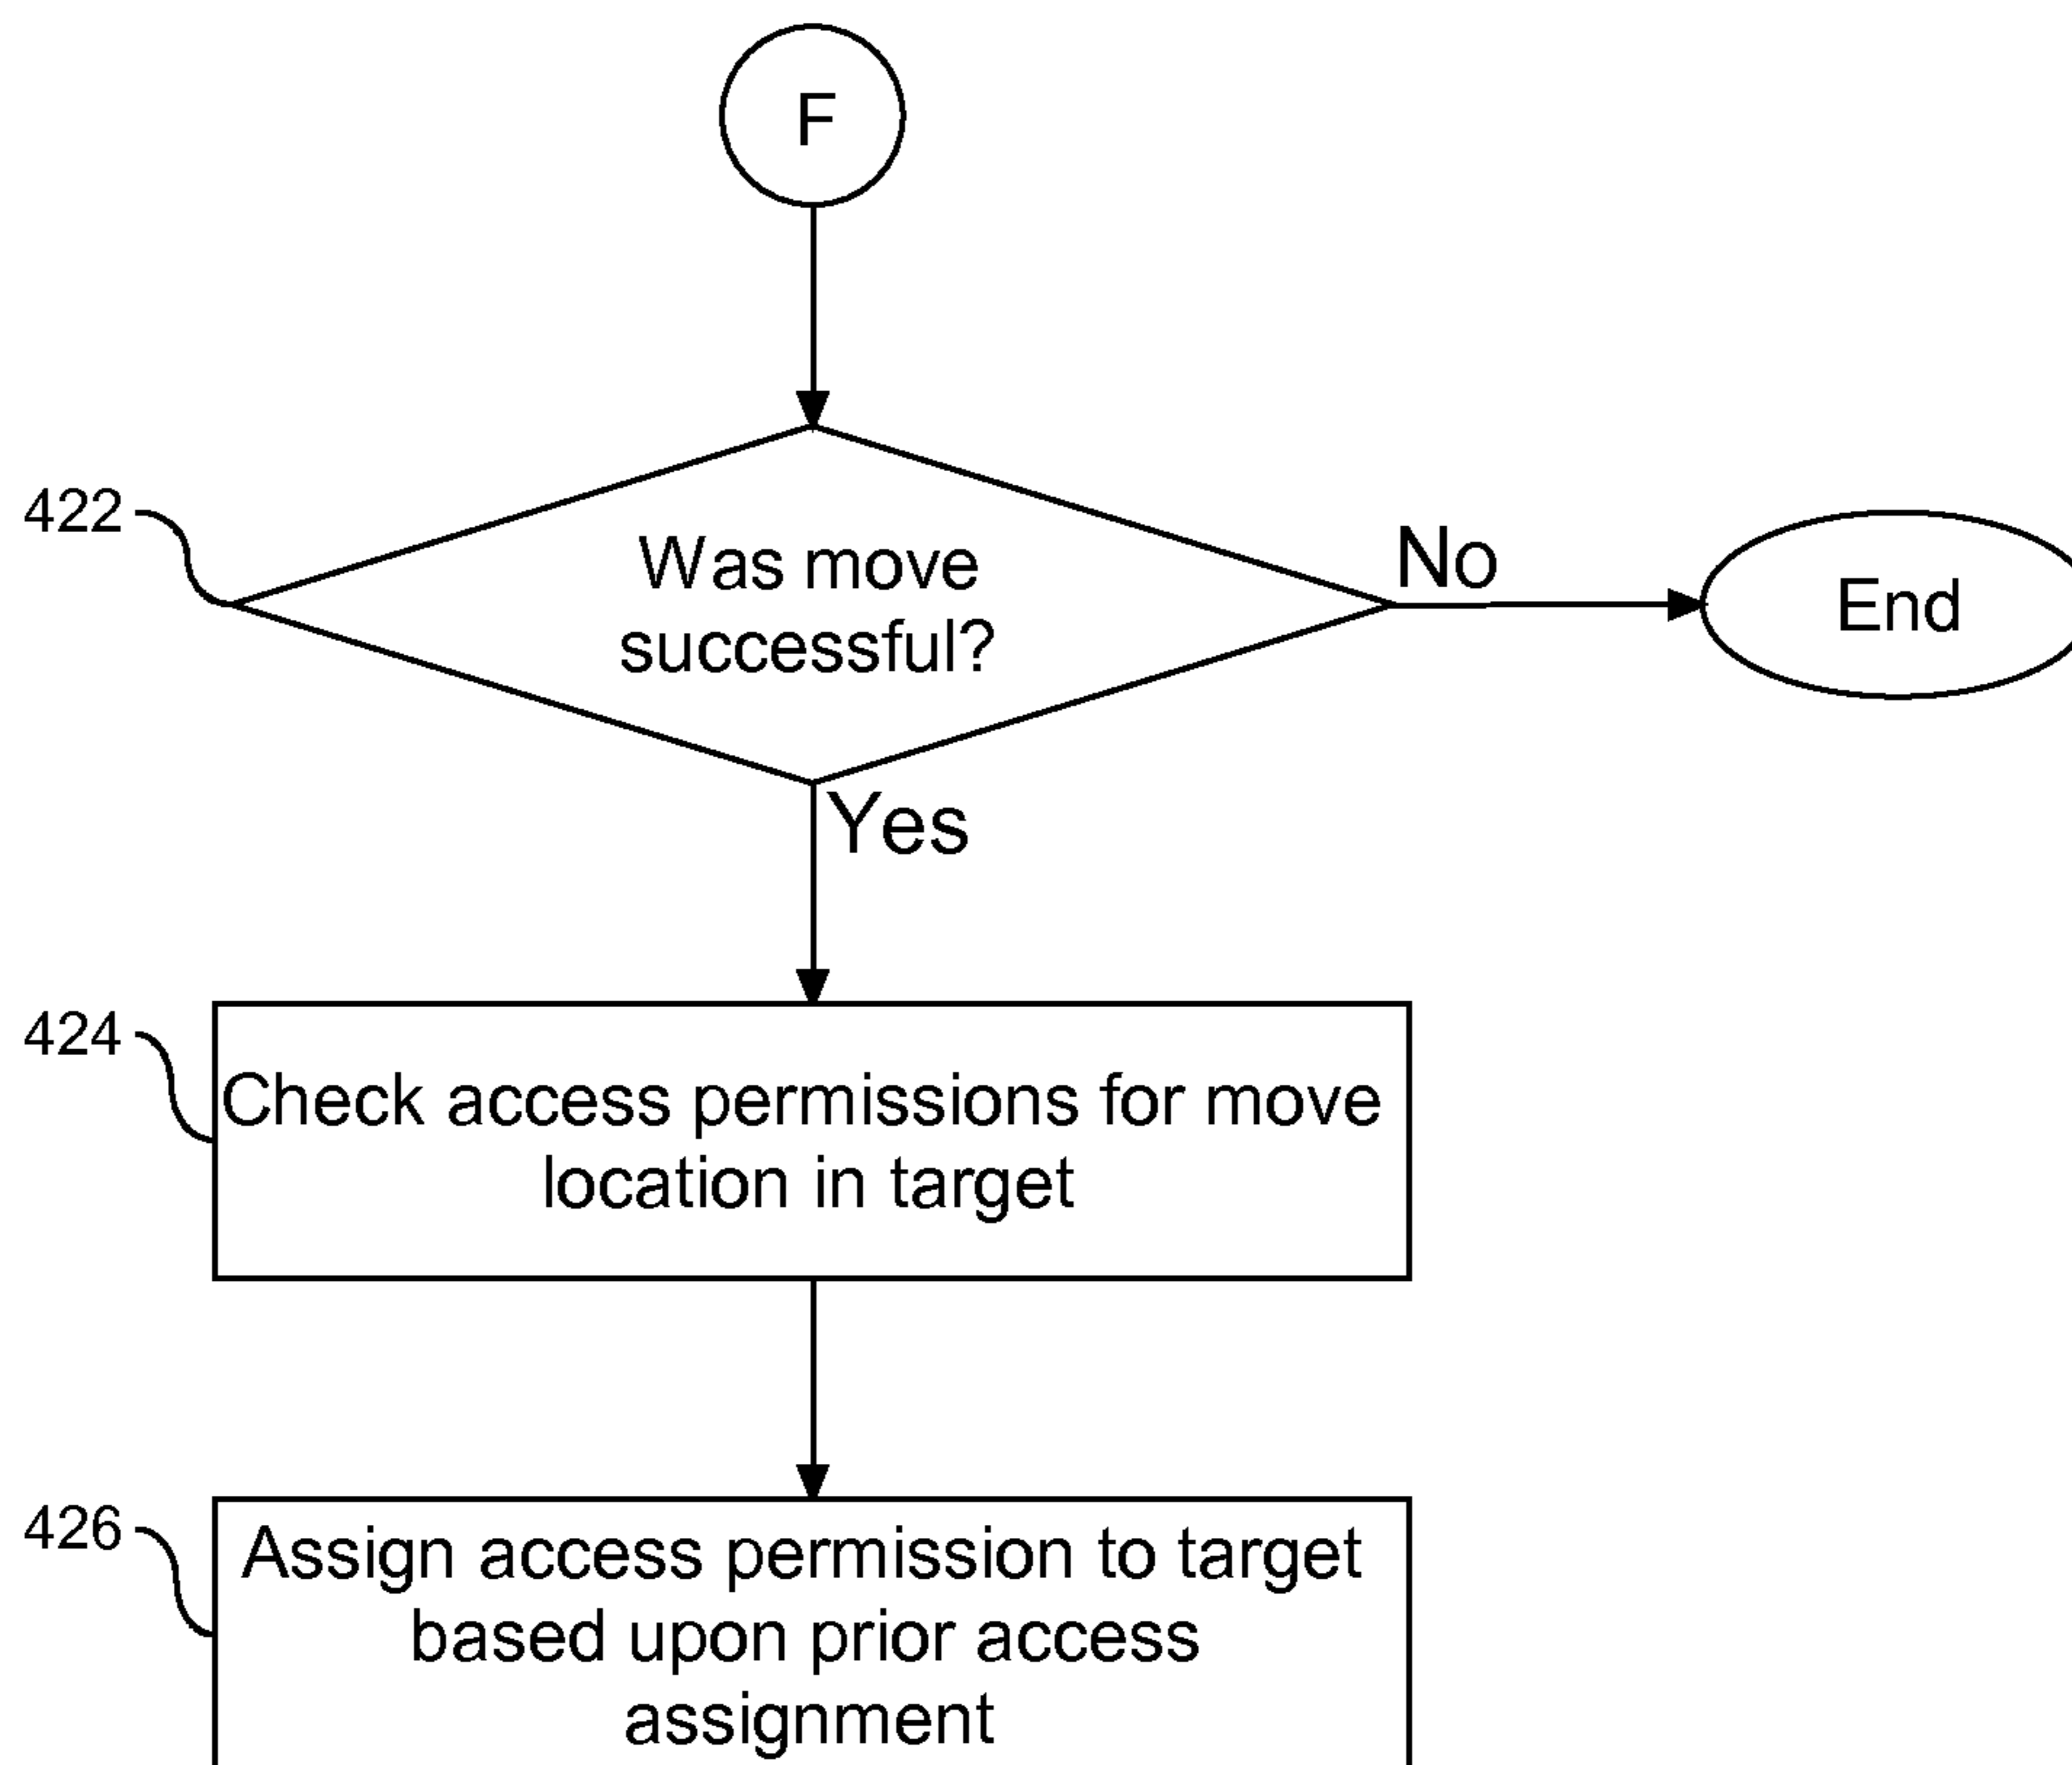 F
422
Was move
successful?
No
End
Yes
424
Check access permissions for move
location in target
426
Assign access permission to target
based upon prior access
assignment